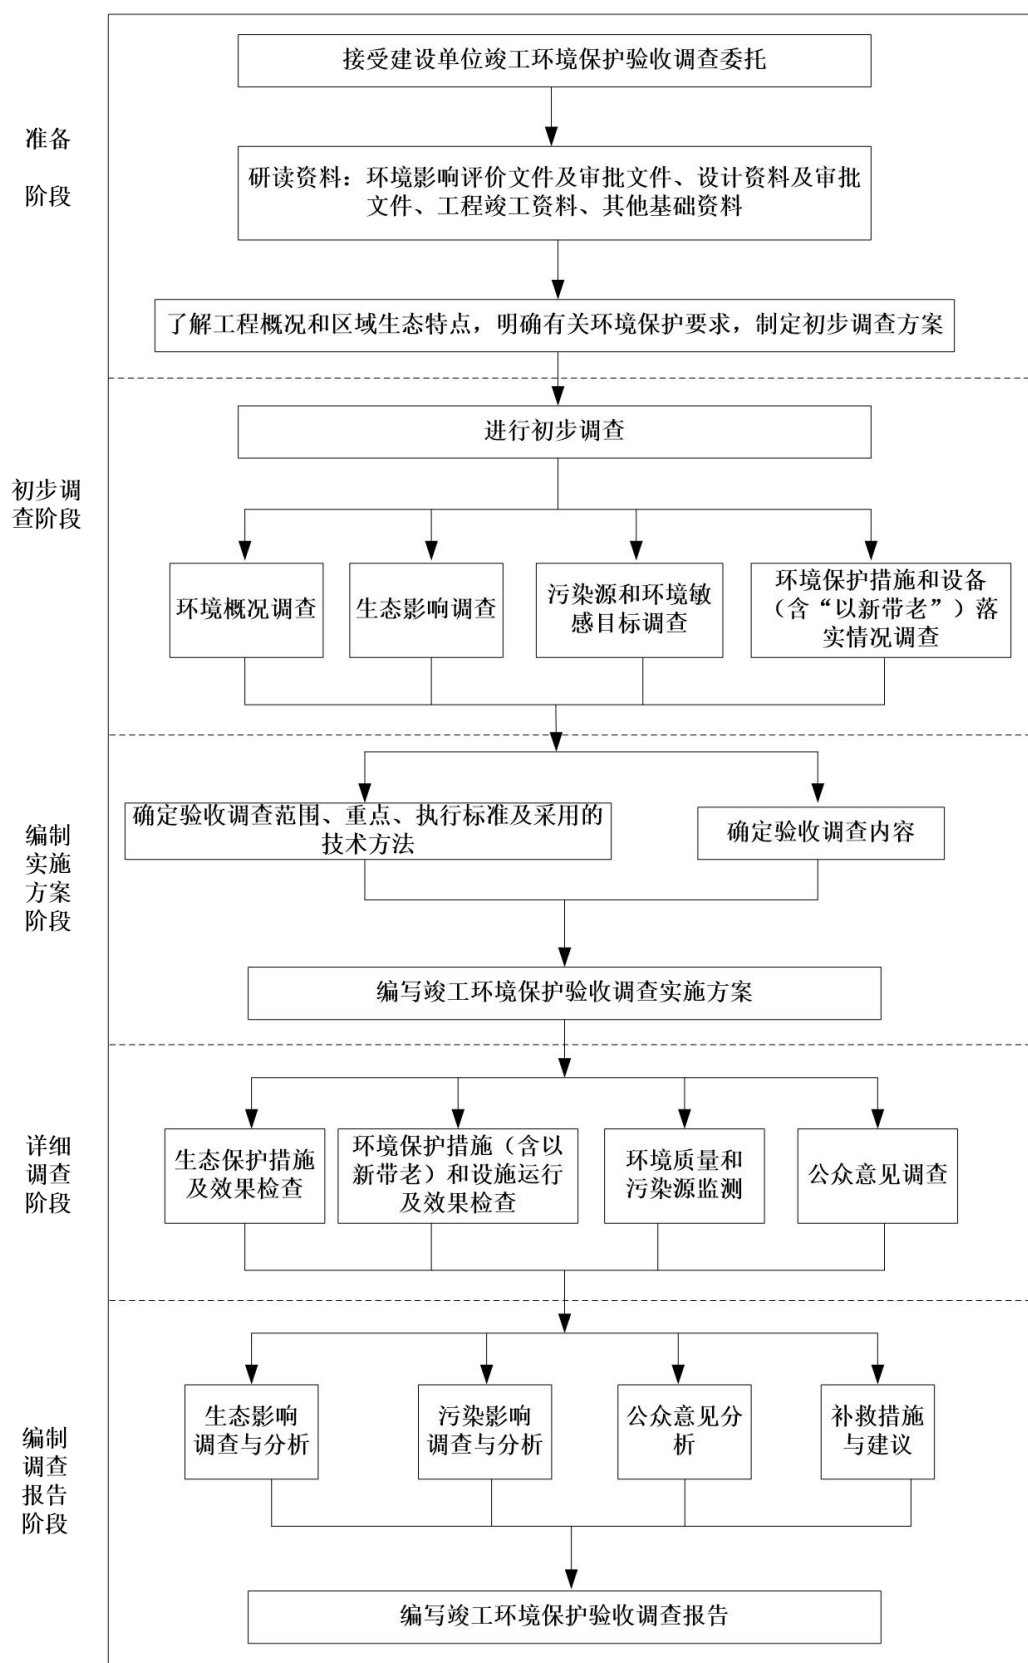 接受建设单位竣工环境保护验收调查委托
准备
阶段
研读资料：环境影响评价文件及审批文件、设计资料及审批
文件、工程竣工资料、其他基础资料
了解工程概况和区域生态特点，明确有关环境保护要求，制定初步调查方案
进行初步调查
初步调
查阶段
环境概况调查
生态影响调查
污染源和环境敏
感目标调查
环境保护措施和设备
（含“以新带老”）落
实情况调查
编制
实施
方案
阶段
确定验收调查范围、重点、执行标准及采用的
技术方法
确定验收调查内容
编写竣工环境保护验收调查实施方案
详细
调查
阶段
生态保护措施
及效果检查
环境保护措施（含以
新带老）和设施运行
及效果检查
环境质量和
污染源监测
公众意见调查
编制
调查
报告
阶段
生态影响
调查与分析
污染影响
调查与分析
公众意见分
析
补救措施
与建议
编写竣工环境保护验收调查报告